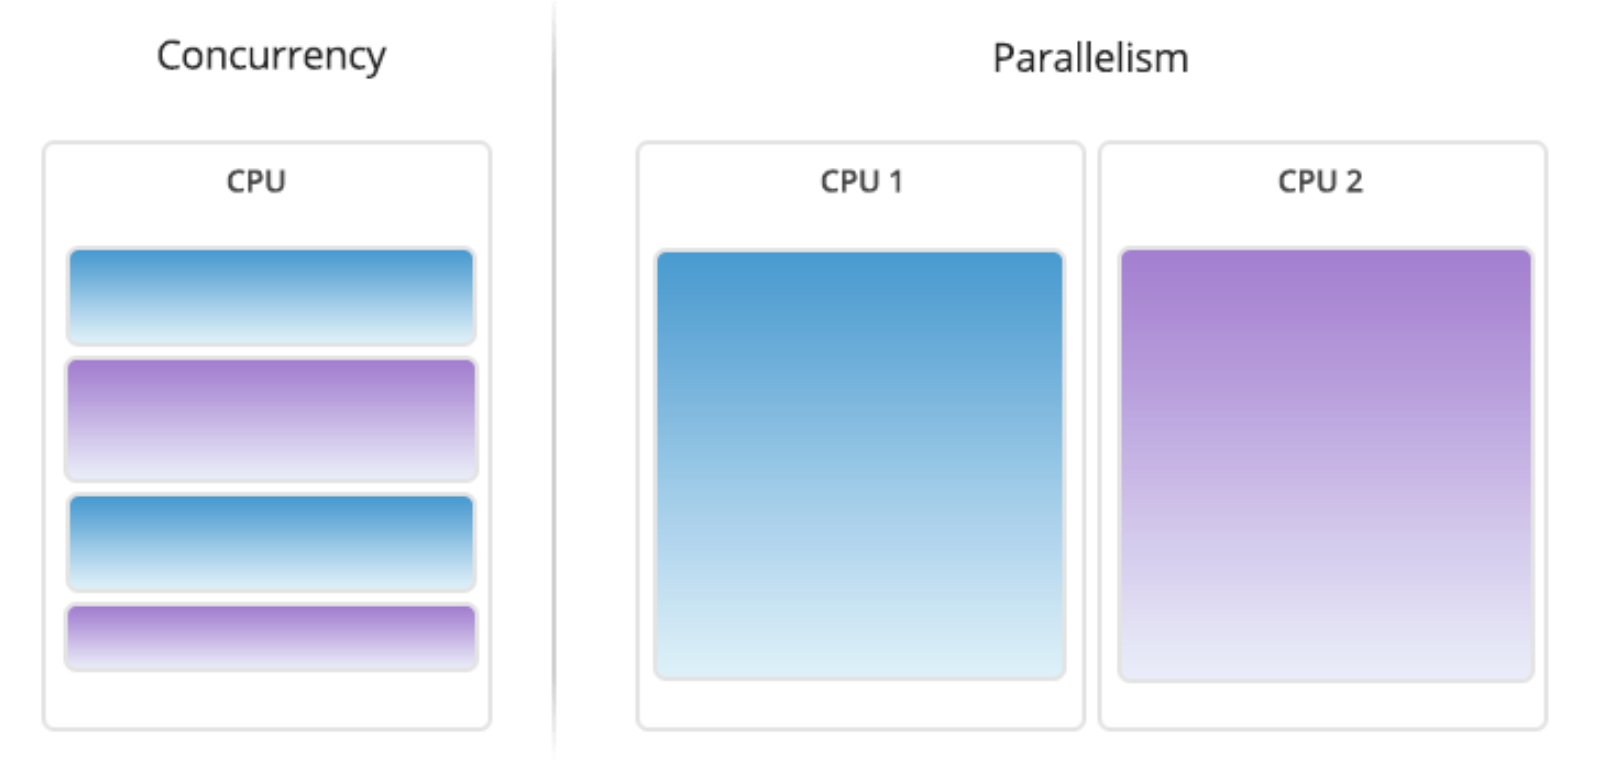 Concurrency
Parallelism
CPU
CPU 1
CPU 2